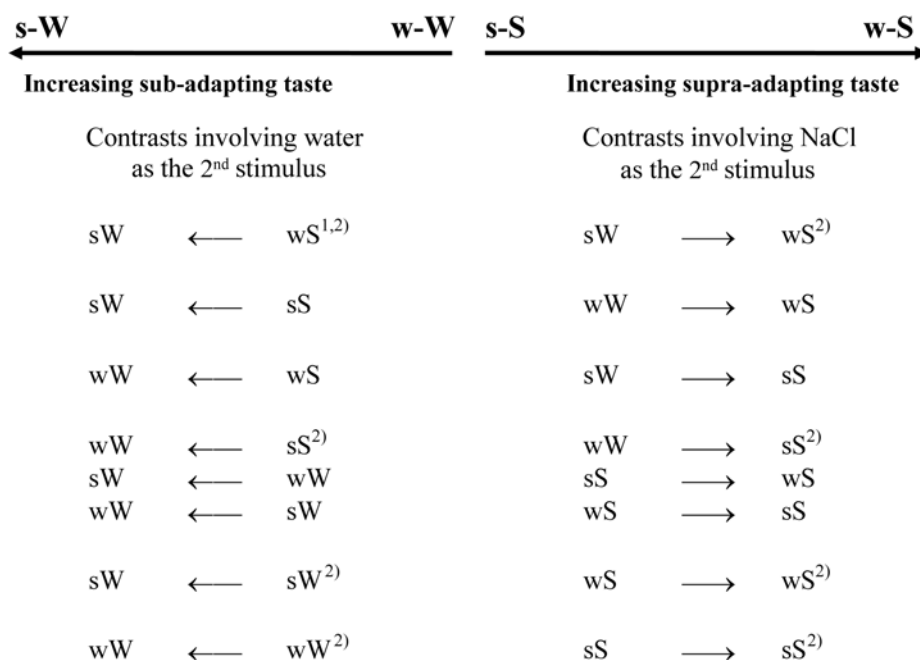 s-W w-W s-S w-S
Increasing sub-adapting taste Increasing supra-adapting taste
Contrasts involving water Contrasts involving NaCl
as the 2nd stimulus as the 2nd stimulus
sW ← wS1,2) sW → wS2)
sW ← sS wW → wS
wW ← wS sW → sS
wW ← sS2) wW → sS2)
sW ← wW sS → wS
wW ← sW wS → sS
sW ← sW2) wS → wS2)
wW ← wW2) sS → sS2)